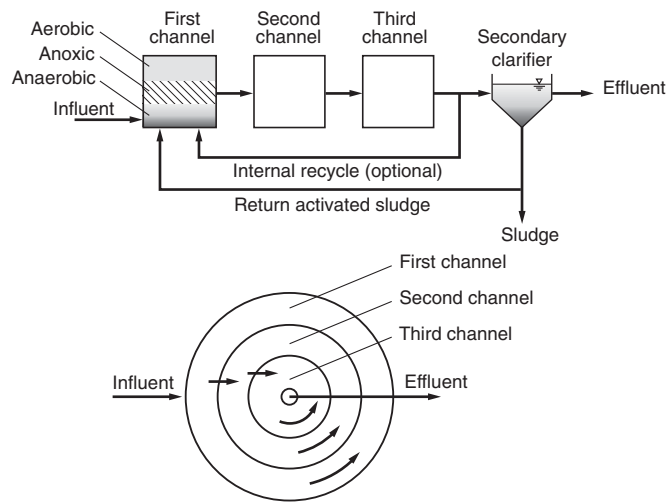 First
channel
Second
channel
Third
channel
Secondary
clarifier
Aerobic
Anoxic
Anaerobic
Influent
Effluent
Internal recycle (optional)
Return activated sludge
Sludge
First channel
Second channel
Third channel
Influent
Effluent